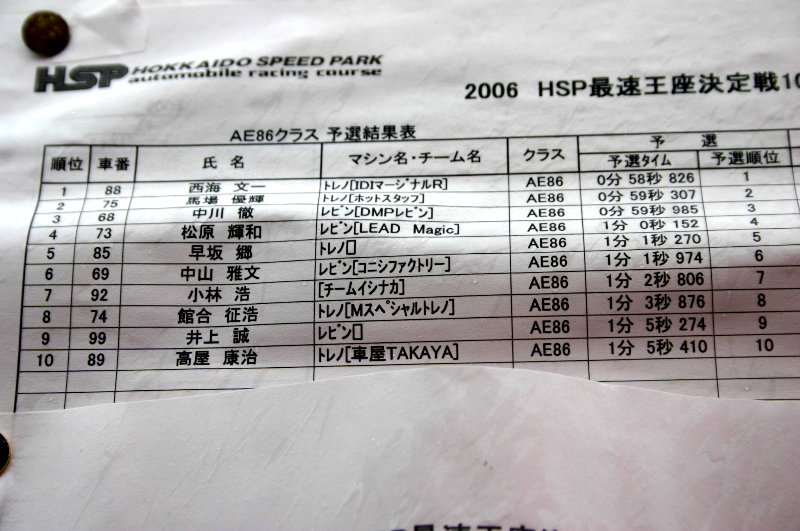 HSP HOKKAIDO SPEED PARK
automobile racing course
2006 HSP最速王座決定戦10
AE86クラス 予選結果表
順位 車番 氏名 マシン名・チーム名 クラス 予選
予選タイム 予選順位
1 88 西海 文一 トレノ[IDIマージナルR] AE86 0分 58秒 826 1
2 75 馬場 優輝 トレノ[ホットスタッフ] AE86 0分 59秒 307 2
3 68 中川 徹 レビン[DMPレビン] AE86 0分 59秒 985 3
4 73 松原 輝和 レビン[LEAD Magic] AE86 1分 0秒 152 4
5 85 早坂 郷 トレノ[] AE86 1分 1秒 270 5
6 69 中山 雅文 レビン[コニシファクトリー] AE86 1分 1秒 974 6
7 92 小林 浩 [チームイシナカ] AE86 1分 2秒 806 7
8 74 館合 征浩 トレノ[Mスペシャルトレノ] AE86 1分 3秒 876 8
9 99 井上 誠 レビン[] AE86 1分 5秒 274 9
10 89 高屋 康治 トレノ[車屋TAKAYA] AE86 1分 5秒 410 10